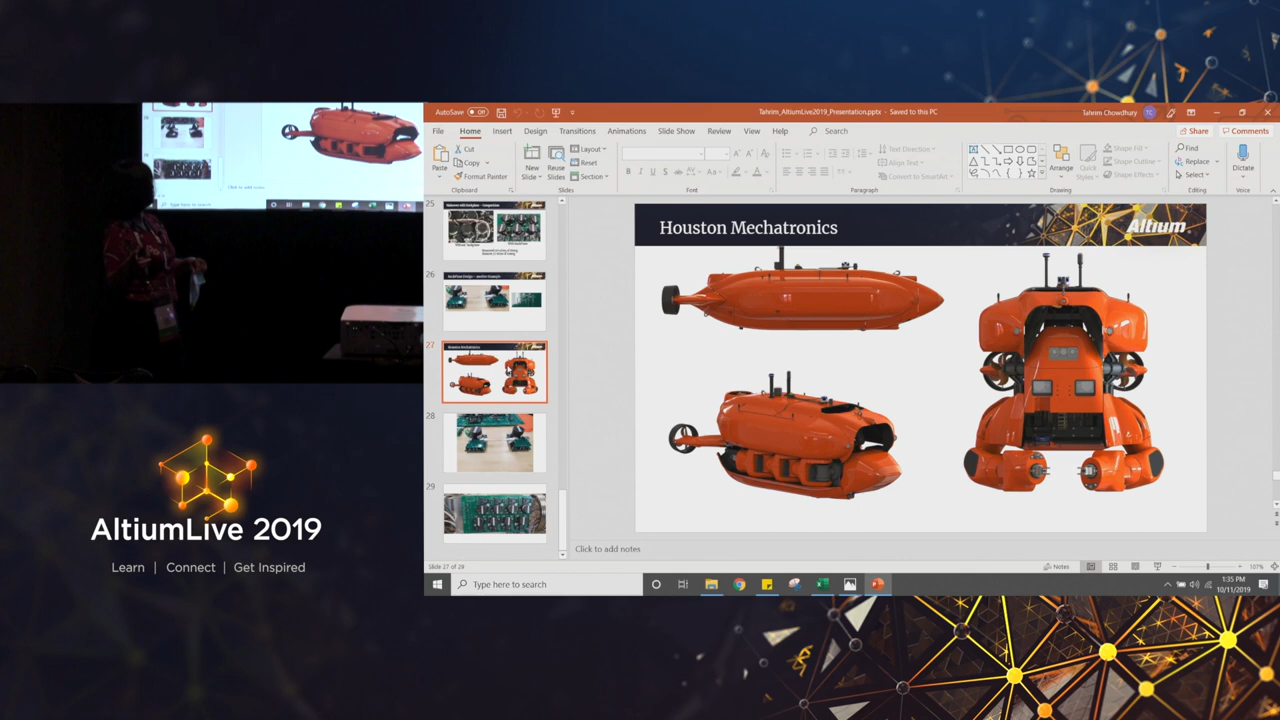 AutoSave Off
Tahrim_AltiumLive2019_Presentation.pptx - Saved to this PC
Tahrim Chowdhury TC
File Home Insert Design Transitions Animations Slide Show Review View Help Search
Share Comments
Paste
Cut
Copy
Format Painter
Clipboard
New
Slide
Reuse
Slides
Layout
Reset
Section
Slides
Font
Text Direction
Align Text
Convert to SmartArt
Paragraph
Arrange
Quick
Styles
Shape Fill
Shape Outline
Shape Effects
Drawing
Find
Replace
Select
Editing
Dictate
Voice
25
26
27
28
29
Houston Mechatronics
Altium
Click to add notes
Slide 27 of 29
Notes
107%
Type here to search
1:35 PM
10/11/2019
AltiumLive 2019
Learn | Connect | Get Inspired